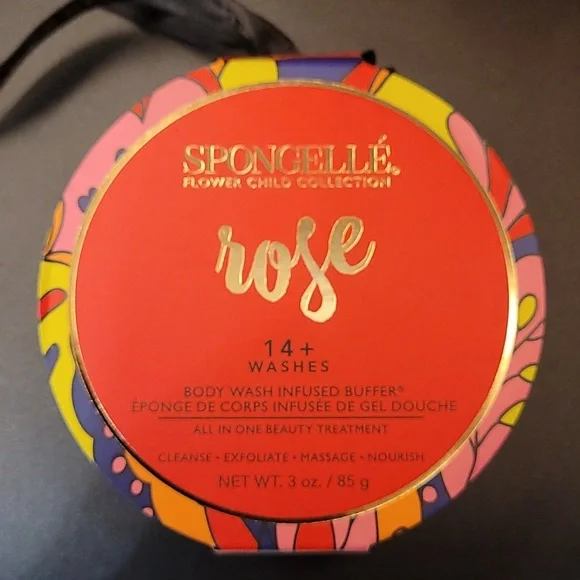 SPONGELLÉ®
FLOWER CHILD COLLECTION
rose
14+
WASHES
BODY WASH INFUSED BUFFER®
ÉPONGE DE CORPS INFUSÉE DE GEL DOUCHE
ALL IN ONE BEAUTY TREATMENT
CLEANSE • EXFOLIATE • MASSAGE • NOURISH
NET WT. 3 oz. / 85 g